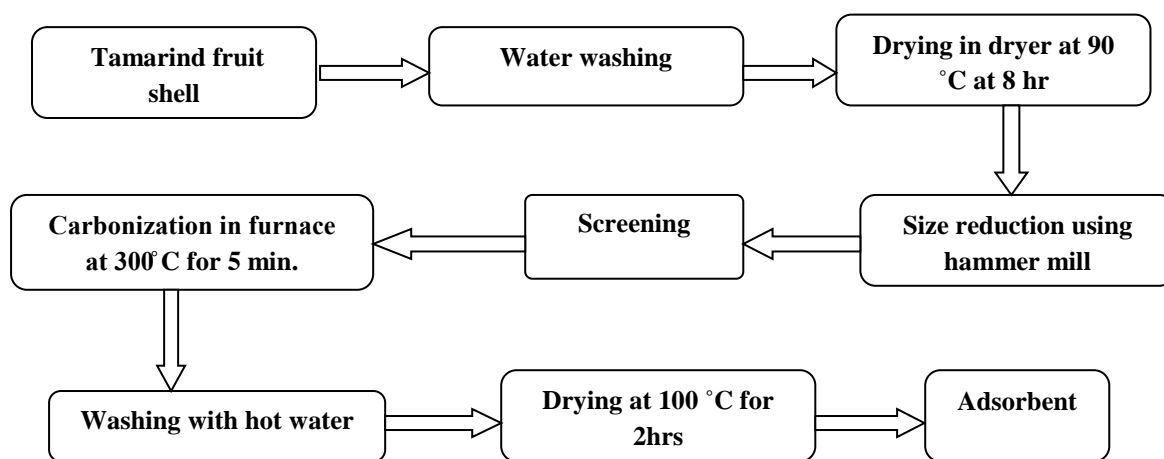 Tamarind fruit
shell
Water washing
Drying in dryer at 90
˚C at 8 hr
Size reduction using
hammer mill
Screening
Carbonization in furnace
at 300˚C for 5 min.
Washing with hot water
Drying at 100 ˚C for
2hrs
Adsorbent